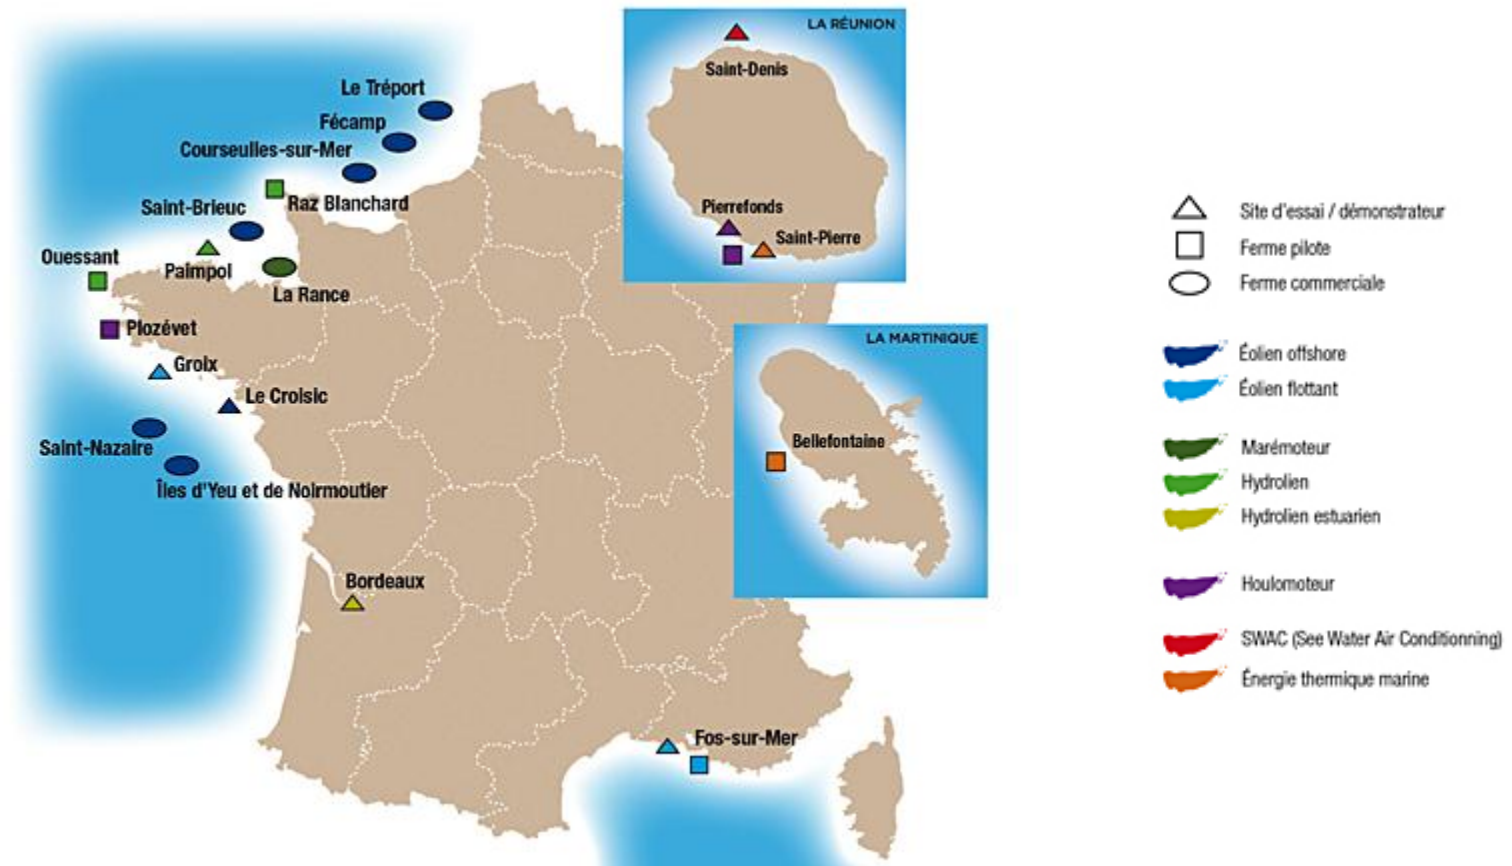 LA RÉUNION
Saint-Denis
Pierrefonds
Saint-Pierre
Le Tréport
Fécamp
Courseulles-sur-Mer
Raz Blanchard
Saint-Brieuc
Ouessant
Paimpol
La Rance
Plozévet
Groix
Le Croisic
Saint-Nazaire
Îles d'Yeu et de Noirmoutier
LA MARTINIQUE
Bellefontaine
Bordeaux
Fos-sur-Mer
Site d'essai / démonstrateur
Ferme pilote
Ferme commerciale
Éolien offshore
Éolien flottant
Marémoteur
Hydrolien
Hydrolien estuarien
Houlomoteur
SWAC (See Water Air Conditionning)
Énergie thermique marine